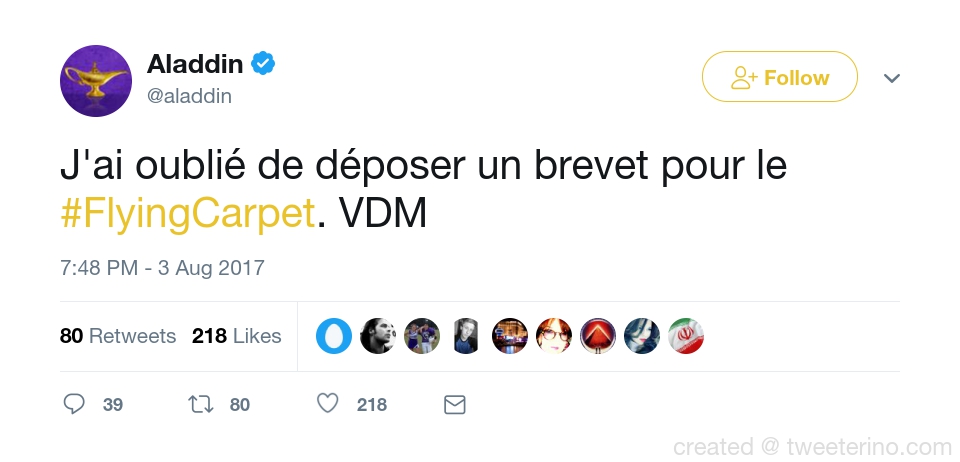 Aladdin
@aladdin
Follow
J'ai oublié de déposer un brevet pour le
#FlyingCarpet. VDM
7:48 PM - 3 Aug 2017
80 Retweets 218 Likes
39 80 218
created @ tweeterino.com